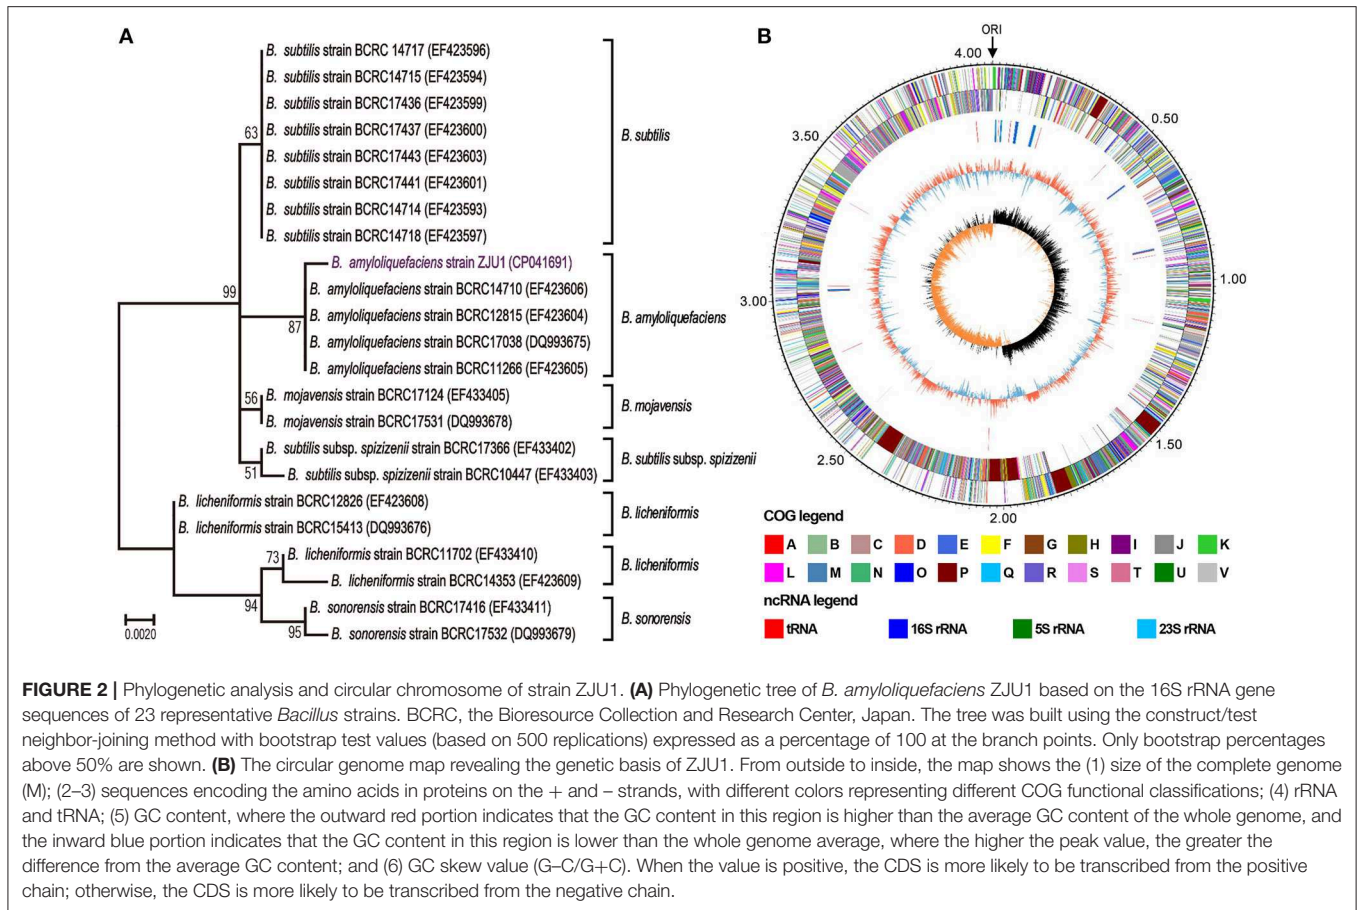 A
B. subtilis strain BCRC 14717 (EF423596)
B. subtilis strain BCRC14715 (EF423594)
B. subtilis strain BCRC17436 (EF423599)
B. subtilis strain BCRC17437 (EF423600)
B. subtilis strain BCRC17443 (EF423603)
B. subtilis strain BCRC17441 (EF423601)
B. subtilis strain BCRC14714 (EF423593)
B. subtilis strain BCRC14718 (EF423597)
63
B. subtilis
B. amyloliquefaciens strain ZJU1 (CP041691)
B. amyloliquefaciens strain BCRC14710 (EF423606)
B. amyloliquefaciens strain BCRC12815 (EF423604)
B. amyloliquefaciens strain BCRC17038 (DQ993675)
B. amyloliquefaciens strain BCRC11266 (EF423605)
99
87
B. amyloliquefaciens
B. mojavensis strain BCRC17124 (EF433405)
B. mojavensis strain BCRC17531 (DQ993678)
56
B. mojavensis
B. subtilis subsp. spizizenii strain BCRC17366 (EF433402)
B. subtilis subsp. spizizenii strain BCRC10447 (EF433403)
51
B. subtilis subsp. spizizenii
B. licheniformis strain BCRC12826 (EF423608)
B. licheniformis strain BCRC15413 (DQ993676)
B. licheniformis
B. licheniformis strain BCRC11702 (EF433410)
B. licheniformis strain BCRC14353 (EF423609)
73
B. licheniformis
94
B. sonorensis strain BCRC17416 (EF433411)
B. sonorensis strain BCRC17532 (DQ993679)
95
B. sonorensis
0.0020
B
ORI
4.00
0.50
1.00
1.50
2.00
2.50
3.00
3.50
COG legend
A B C D E F G H I J K
L M N O P Q R S T U V
ncRNA legend
tRNA 16S rRNA 5S rRNA 23S rRNA
FIGURE 2 | Phylogenetic analysis and circular chromosome of strain ZJU1. (A) Phylogenetic tree of B. amyloliquefaciens ZJU1 based on the 16S rRNA gene
sequences of 23 representative Bacillus strains. BCRC, the Bioresource Collection and Research Center, Japan. The tree was built using the construct/test
neighbor-joining method with bootstrap test values (based on 500 replications) expressed as a percentage of 100 at the branch points. Only bootstrap percentages
above 50% are shown. (B) The circular genome map revealing the genetic basis of ZJU1. From outside to inside, the map shows the (1) size of the complete genome
(M); (2–3) sequences encoding the amino acids in proteins on the + and – strands, with different colors representing different COG functional classifications; (4) rRNA
and tRNA; (5) GC content, where the outward red portion indicates that the GC content in this region is higher than the average GC content of the whole genome, and
the inward blue portion indicates that the GC content in this region is lower than the whole genome average, where the higher the peak value, the greater the
difference from the average GC content; and (6) GC skew value (G–C/G+C). When the value is positive, the CDS is more likely to be transcribed from the positive
chain; otherwise, the CDS is more likely to be transcribed from the negative chain.